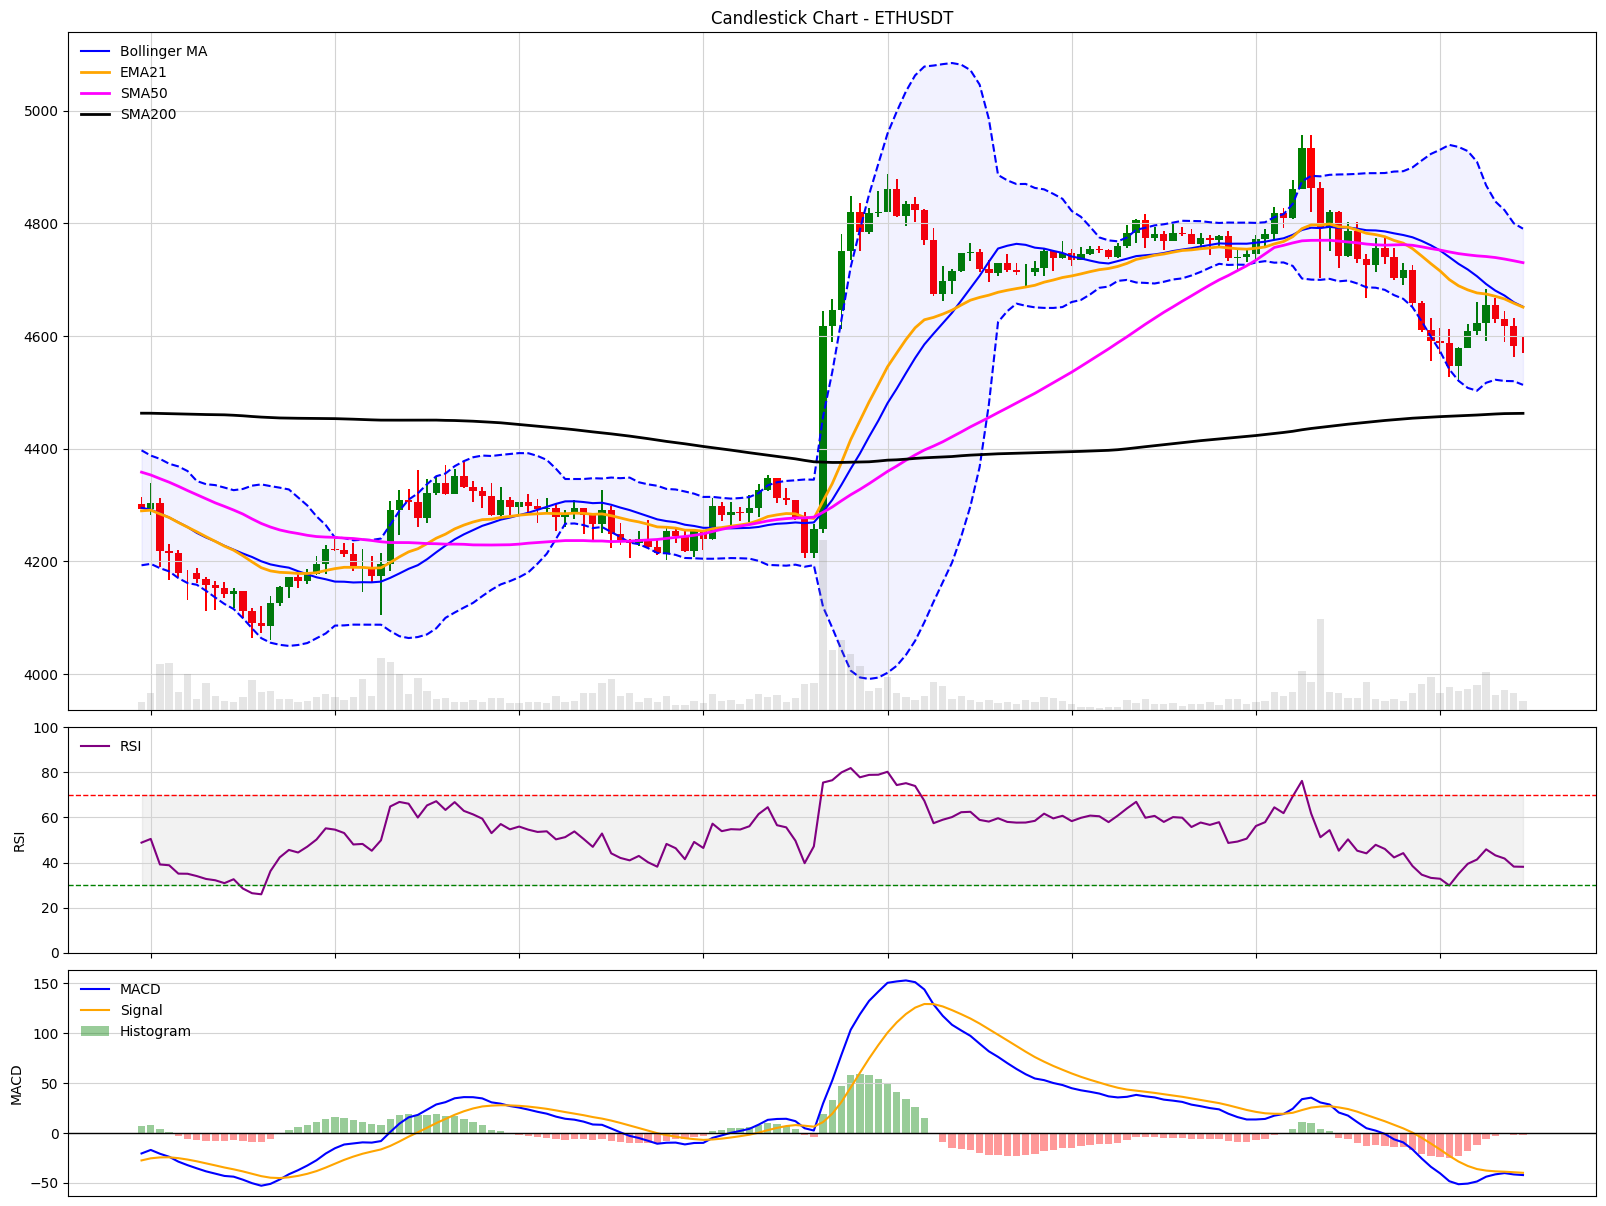 Candlestick Chart - ETHUSDT
Bollinger MA
EMA21
SMA50
SMA200
5000
4800
4600
4400
4200
4000
RSI
100
80
60
40
20
0
RSI
MACD
Signal
Histogram
150
100
50
0
−50
MACD